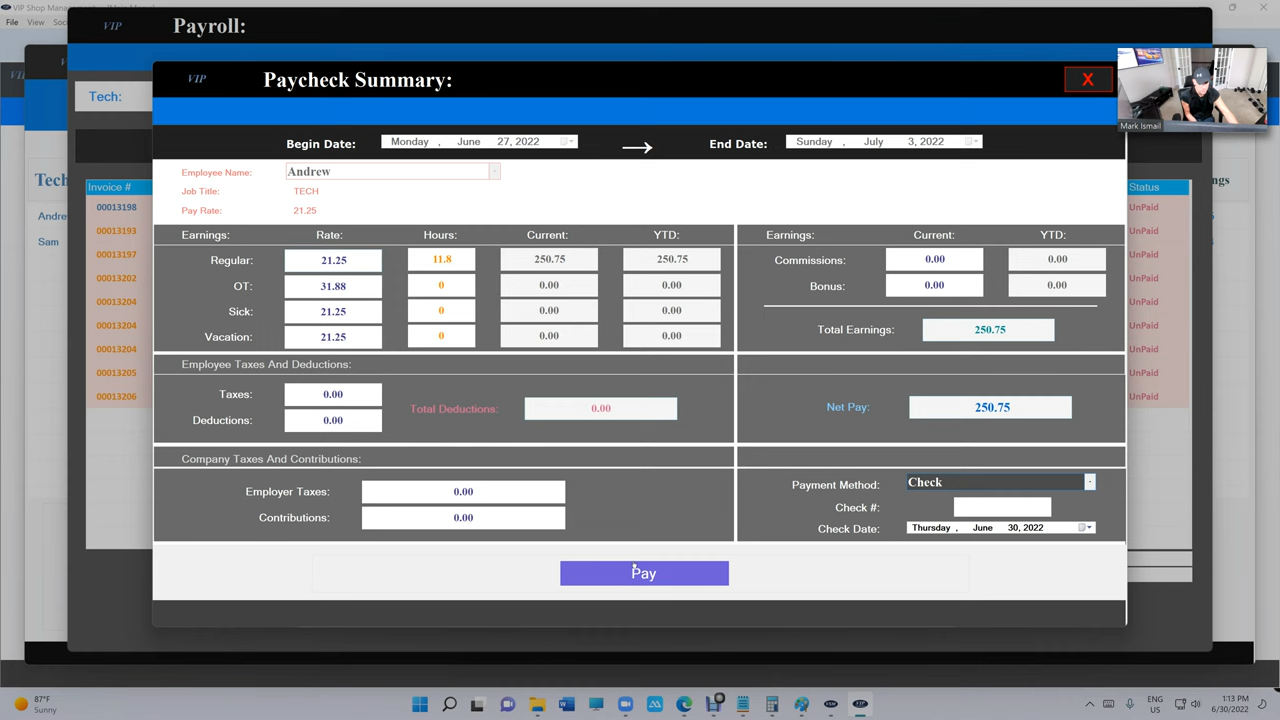 VIP Shop Management
File View
VIP Payroll:
Tech:
VIP Paycheck Summary:
X
Mark Ismail
Begin Date: Monday , June 27, 2022 → End Date: Sunday , July 3, 2022
Employee Name: Andrew
Job Title: TECH
Pay Rate: 21.25
Tech
Andrew
Sam
Invoice #
00013198
00013193
00013197
00013202
00013204
00013204
00013204
00013205
00013206
Earnings: Rate: Hours: Current: YTD:
Regular: 21.25 11.8 250.75 250.75
OT: 31.88 0 0.00 0.00
Sick: 21.25 0 0.00 0.00
Vacation: 21.25 0 0.00 0.00
Earnings: Current: YTD:
Commissions: 0.00 0.00
Bonus: 0.00 0.00
Total Earnings: 250.75
Employee Taxes And Deductions:
Taxes: 0.00
Deductions: 0.00
Total Deductions: 0.00
Net Pay: 250.75
Company Taxes And Contributions:
Employer Taxes: 0.00
Contributions: 0.00
Payment Method: Check
Check #:
Check Date: Thursday , June 30, 2022
Pay
Status
UnPaid
UnPaid
UnPaid
UnPaid
UnPaid
UnPaid
UnPaid
UnPaid
UnPaid
87°F
Sunny
ENG
US
1:13 PM
6/30/2022